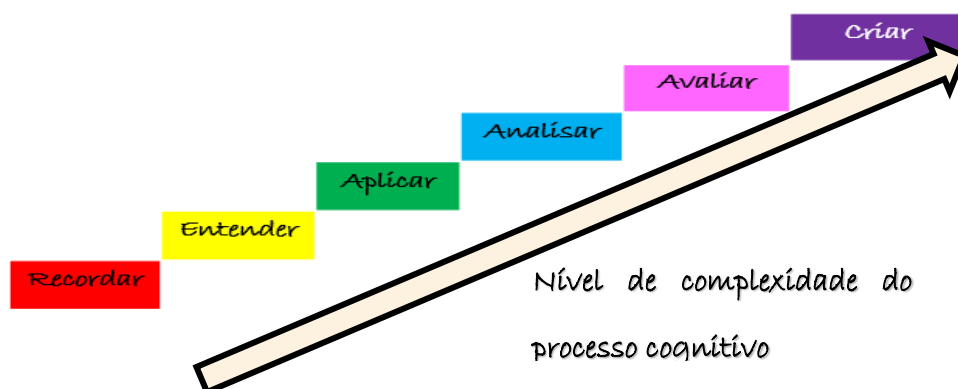 Criar
Avaliar
Analisar
Aplicar
Entender
Recordar
Nível de complexidade do
processo cognitivo